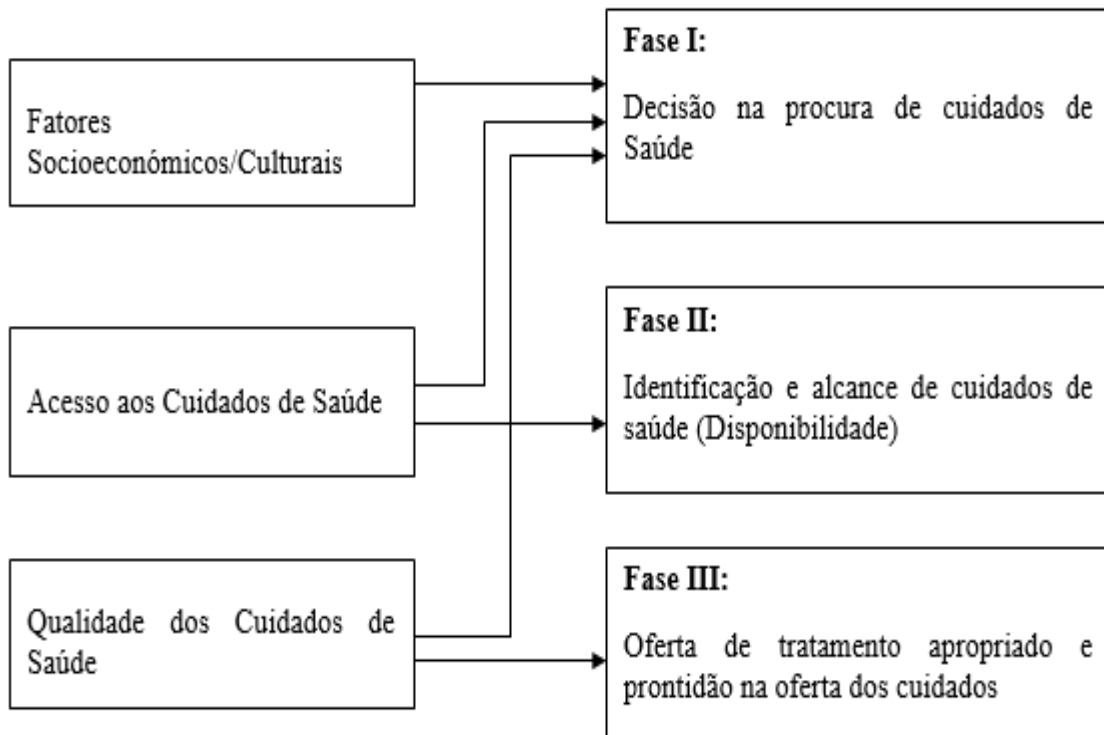 Fatores
Socioeconómicos/Culturais
Acesso aos Cuidados de Saúde
Qualidade dos Cuidados de
Saúde
Fase I:
Decisão na procura de cuidados de
Saúde
Fase II:
Identificação e alcance de cuidados de
saúde (Disponibilidade)
Fase III:
Oferta de tratamento apropriado e
prontidão na oferta dos cuidados